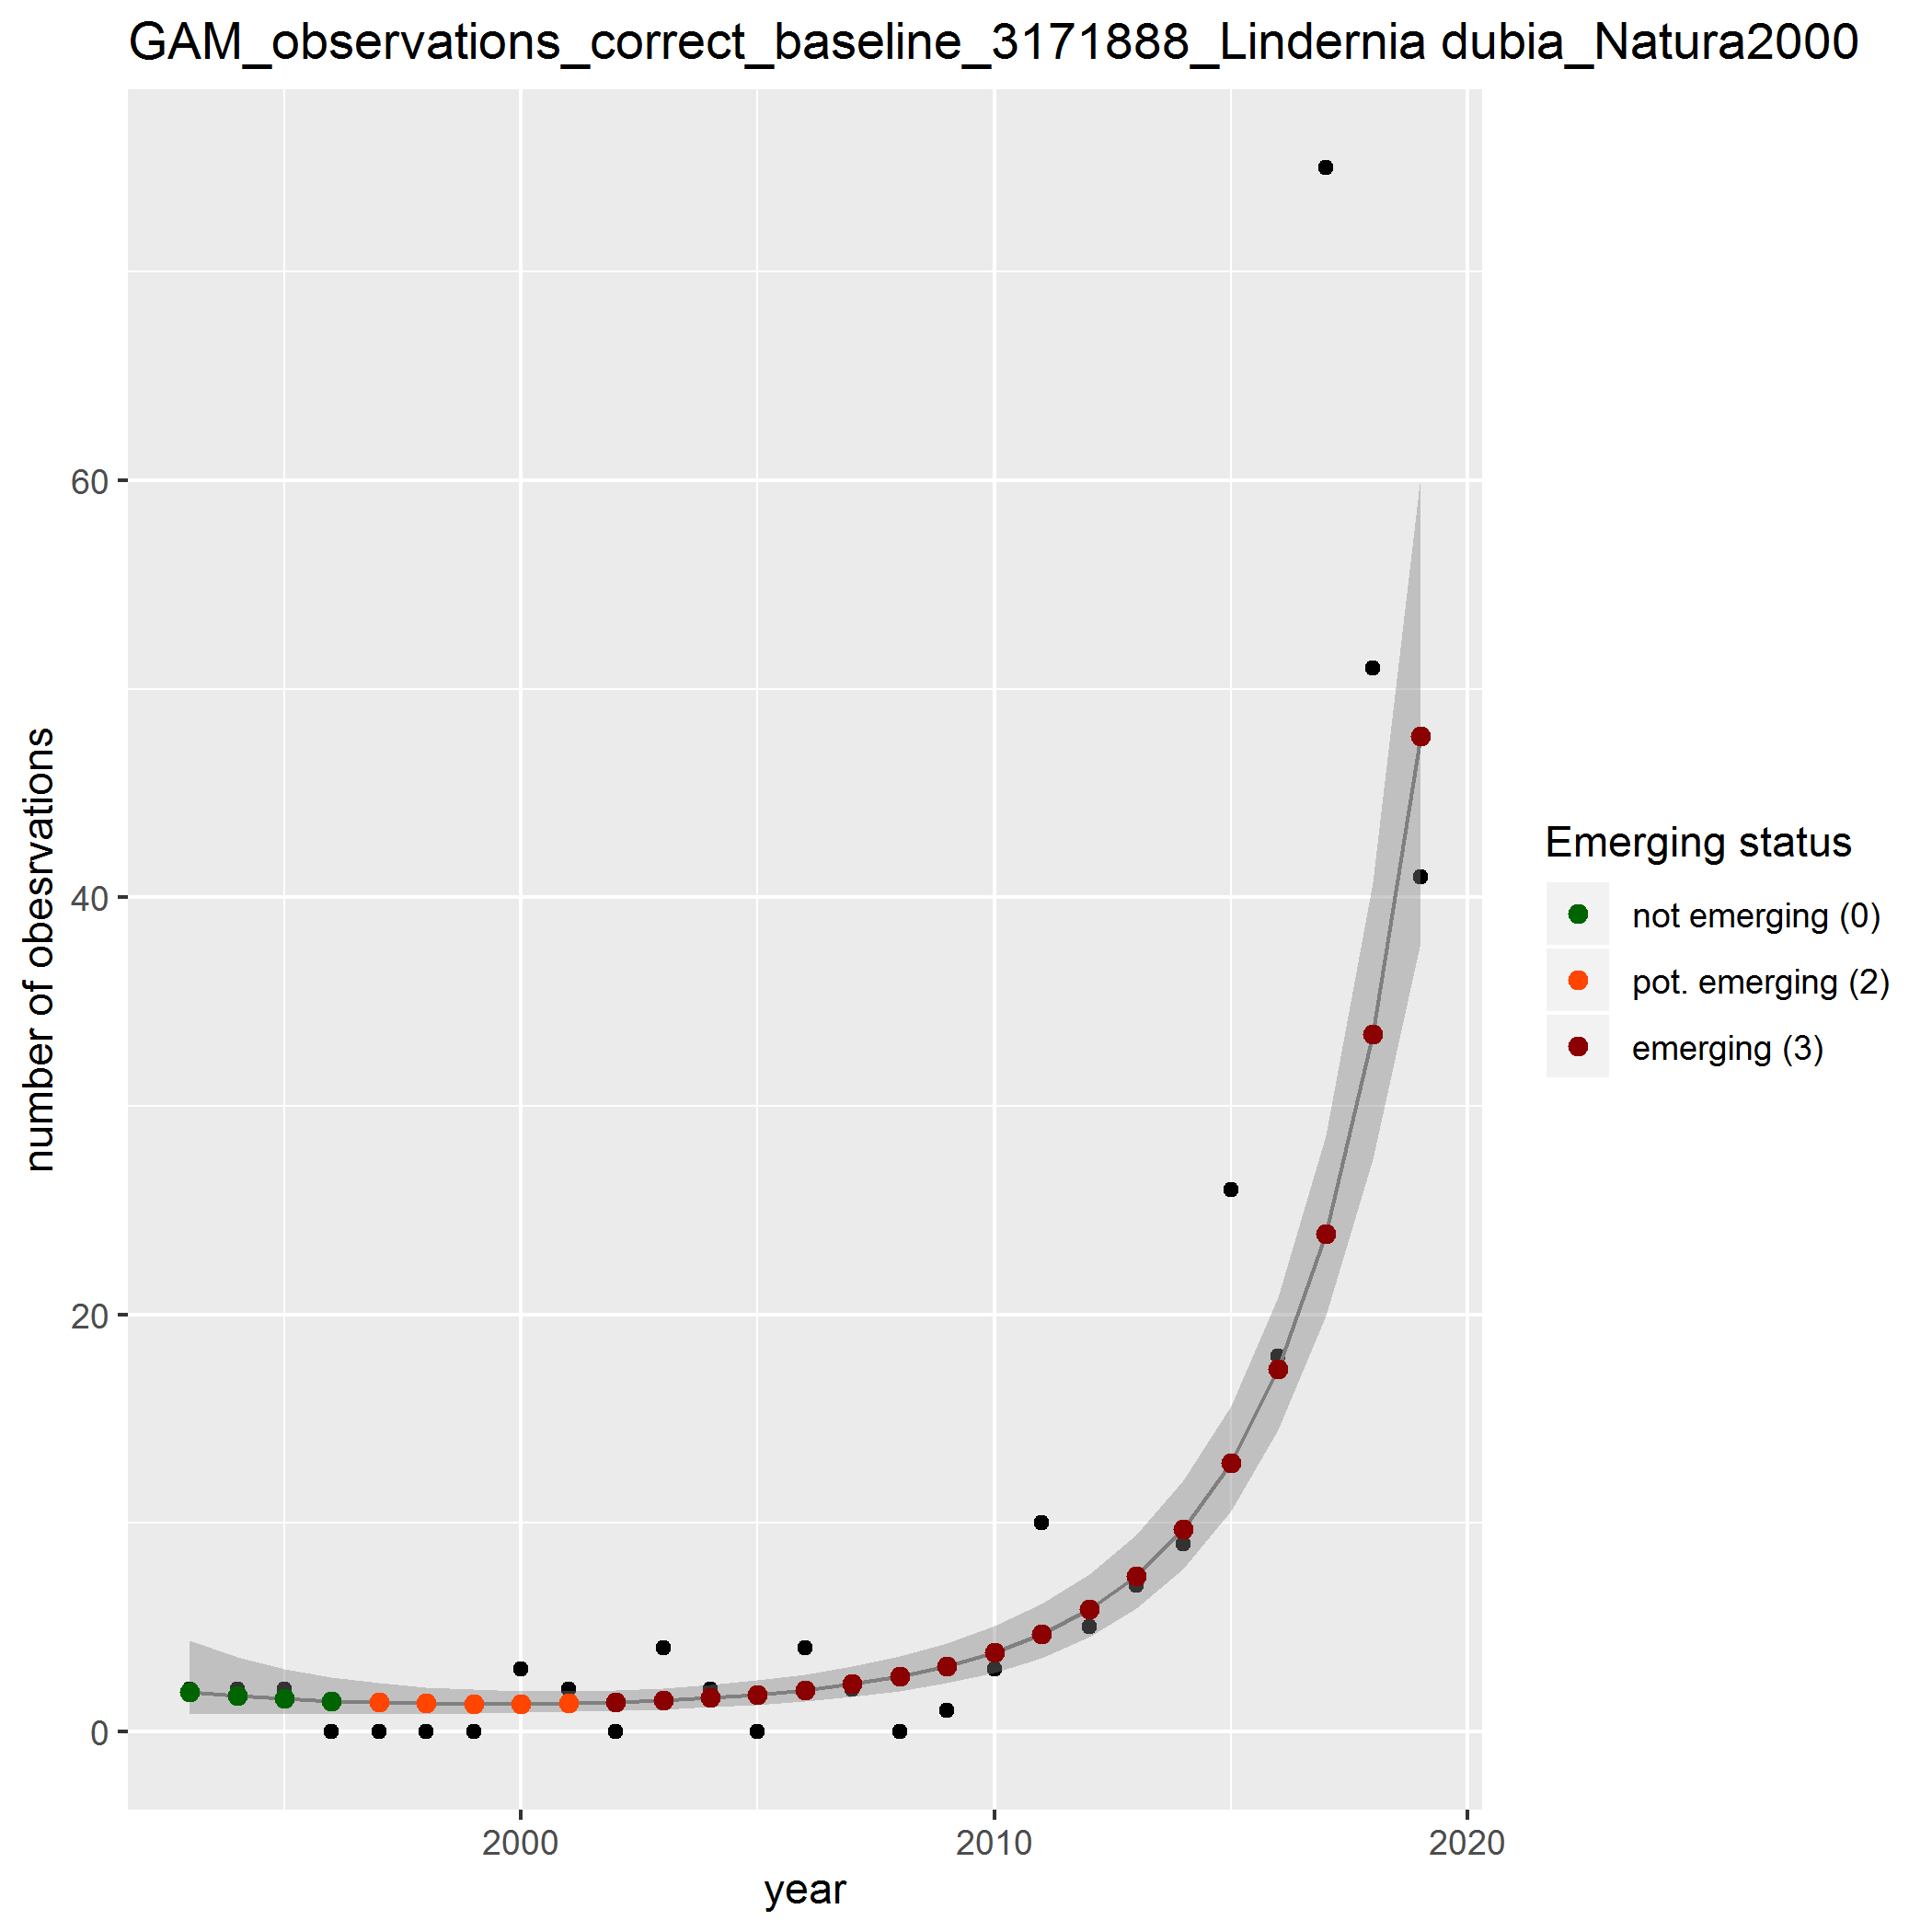 GAM_observations_correct_baseline_3171888_Lindernia dubia_Natura2000
number of obesrvations
60
40
20
0
2000
2010
2020
year
Emerging status
not emerging (0)
pot. emerging (2)
emerging (3)